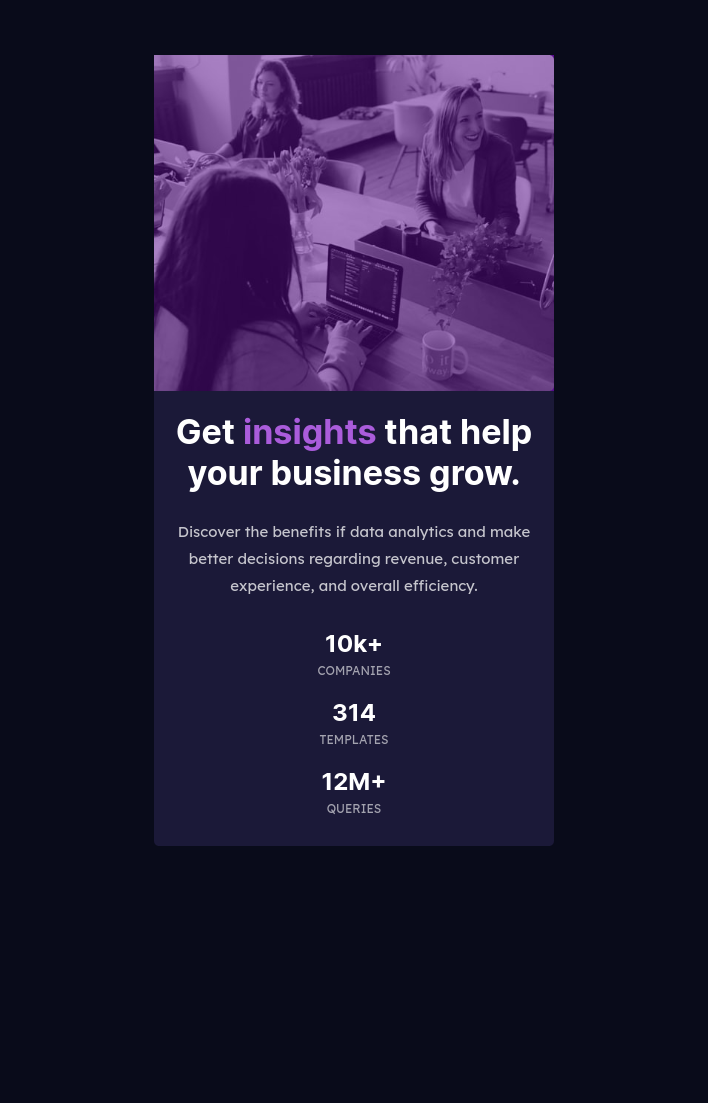 Get insights that help
your business grow.
Discover the benefits if data analytics and make
better decisions regarding revenue, customer
experience, and overall efficiency.
10k+
COMPANIES
314
TEMPLATES
12M+
QUERIES